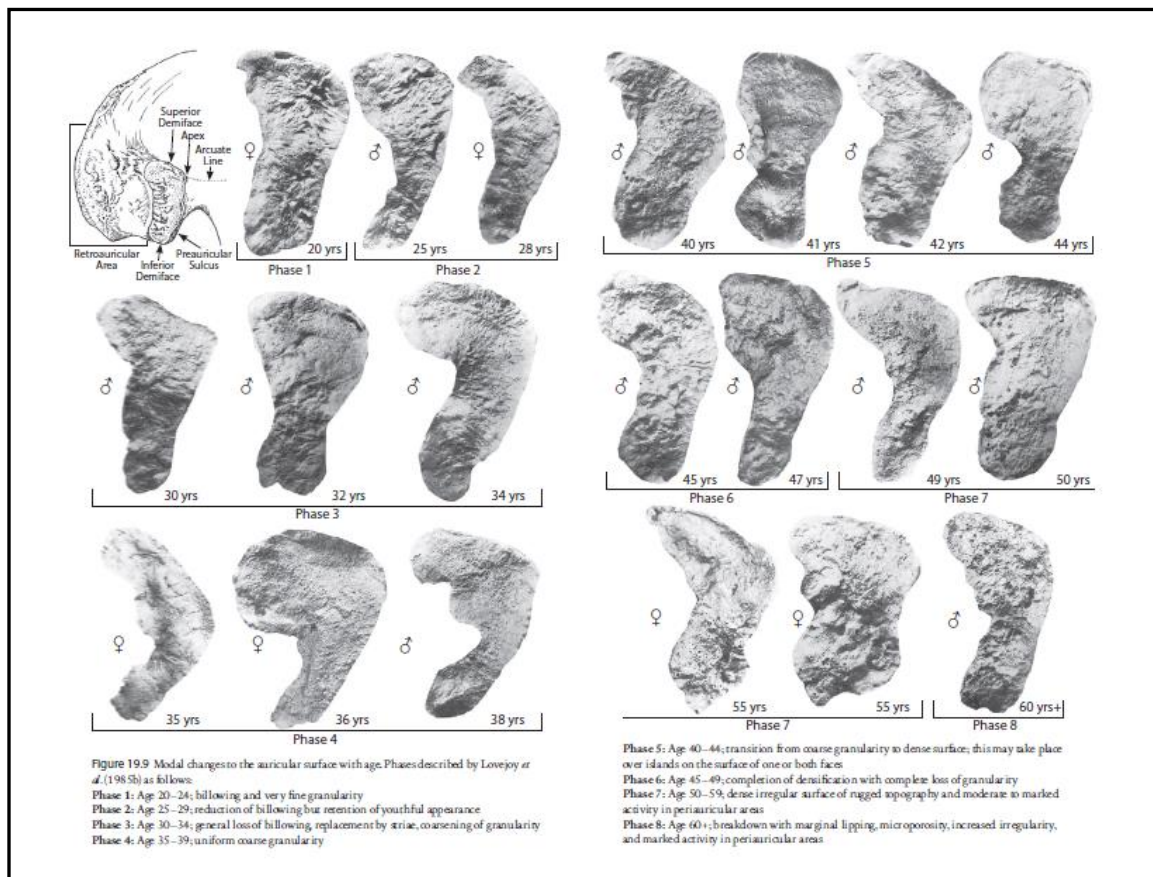 Superior
Demiface
Apex
Arcuate
Line
Retroauricular
Area
Inferior
Demiface
Preauricular
Sulcus
♀
20 yrs
Phase 1
♂
25 yrs
♀
28 yrs
Phase 2
♂
30 yrs
♂
32 yrs
♂
34 yrs
Phase 3
♀
35 yrs
♀
36 yrs
♂
38 yrs
Phase 4
Figure 19.9 Modal changes to the auricular surface with age. Phases described by Lovejoy et
al. (1985b) as follows:
Phase 1: Age 20–24; billowing and very fine granularity
Phase 2: Age 25–29; reduction of billowing but retention of youthful appearance
Phase 3: Age 30–34; general loss of billowing, replacement by striae, coarsening of granularity
Phase 4: Age 35–39; uniform coarse granularity
♂
40 yrs
♂
41 yrs
♂
42 yrs
♂
44 yrs
Phase 5
♂
45 yrs
♂
47 yrs
Phase 6
♂
49 yrs
♂
50 yrs
Phase 7
♀
55 yrs
♀
55 yrs
Phase 7
♂
60 yrs+
Phase 8
Phase 5: Age 40–44; transition from coarse granularity to dense surface; this may take place
over islands on the surface of one or both faces
Phase 6: Age 45–49; completion of densification with complete loss of granularity
Phase 7: Age 50–59; dense irregular surface of rugged topography and moderate to marked
activity in periauricular areas
Phase 8: Age 60+; breakdown with marginal lipping, microporosity, increased irregularity,
and marked activity in periauricular areas